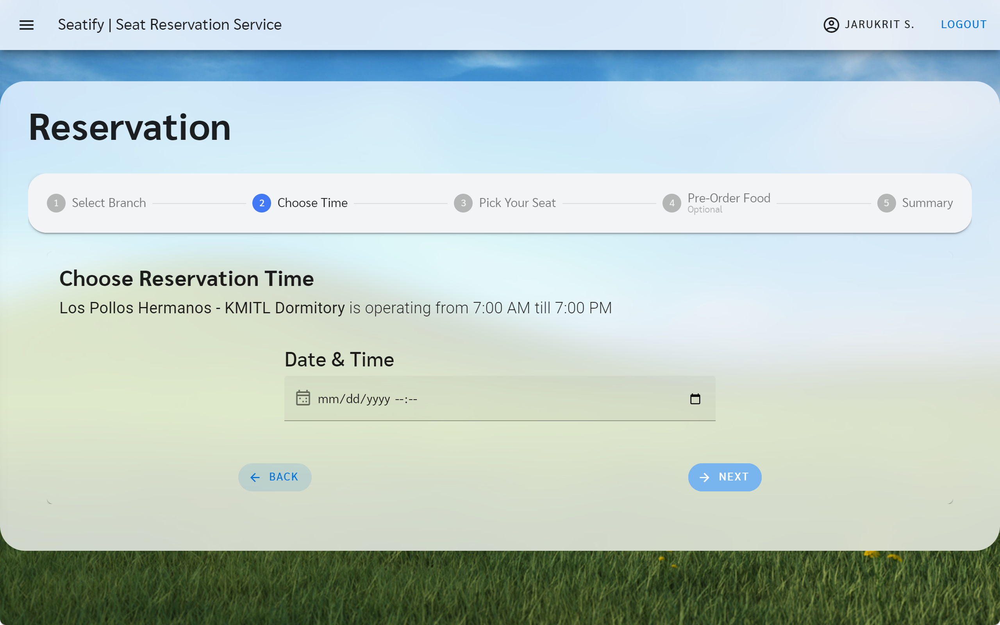 Seatify | Seat Reservation Service
JARUKRIT S.
LOGOUT
Reservation
1 Select Branch
2 Choose Time
3 Pick Your Seat
4 Pre-Order Food
Optional
5 Summary
Choose Reservation Time
Los Pollos Hermanos - KMITL Dormitory is operating from 7:00 AM till 7:00 PM
Date & Time
mm/dd/yyyy --:--
BACK
NEXT